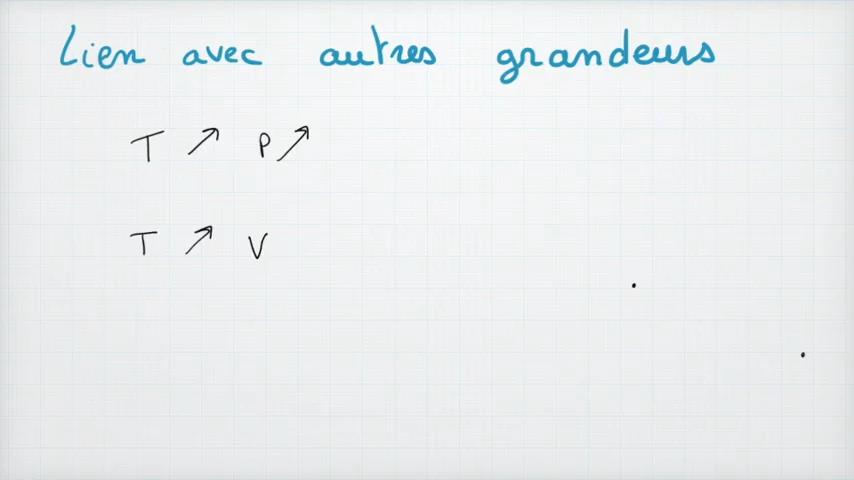 Lien avec autres grandeurs
T ↗ P ↗
T ↗ V